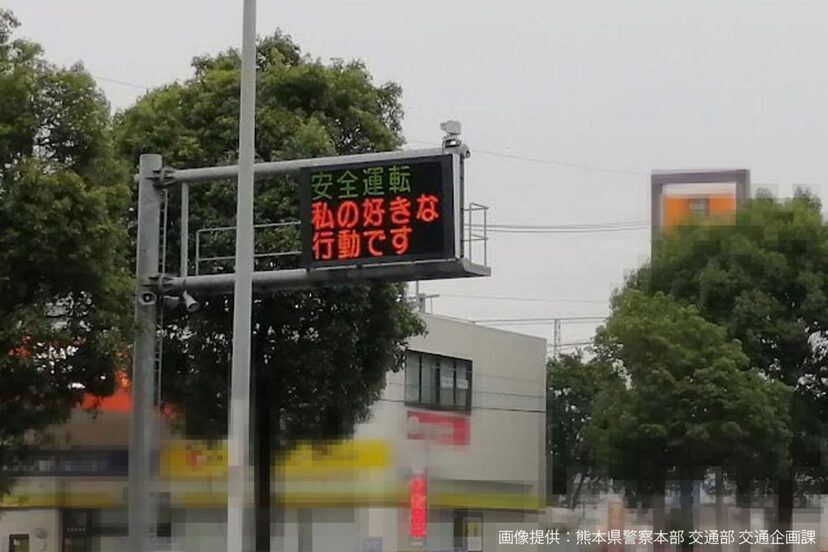 安全運転
私の好きな
行動です
画像提供：熊本県警察本部 交通部 交通企画課